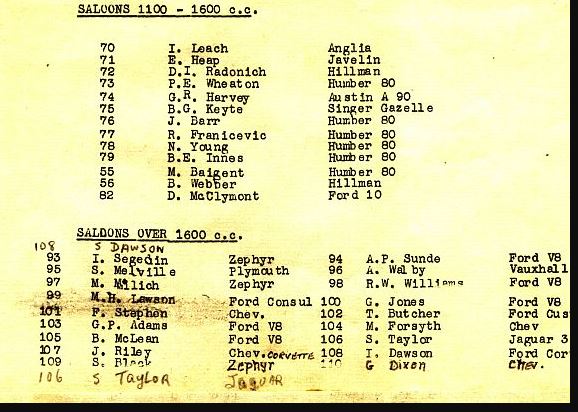 SALOONS 1100 - 1600 c.c.
70 I. Leach Anglia
71 E. Heap Javelin
72 D.I. Radonich Hillman
73 P.E. Wheaton Humber 80
74 G.R. Harvey Austin A 90
75 B.G. Keyte Singer Gazelle
76 J. Barr Humber 80
77 R. Franicevic Humber 80
78 N. Young Humber 80
79 B.E. Innes Humber 80
55 M. Baigent Humber 80
56 B. Webber Hillman
82 D. McClymont Ford 10
SALOONS OVER 1600 c.c.
108 S DAWSON
93 I. Segedin Zephyr 94 A.P. Sunde Ford V8
95 S. Melville Plymouth 96 A. Welby Vauxhall
97 M. Milich Zephyr 98 R.W. Williams Ford V8
99 M.H. Lawson Ford Consul 100 G. Jones Ford V8
101 F. Stephen Chev. 102 T. Butcher Ford Cus
103 G.P. Adams Ford V8 104 M. Forsyth Chev
105 B. McLean Ford V8 106 S. Taylor Jaguar 3
107 J. Riley Chev. CORVETTE 108 I. Dawson Ford Cor
109 S. Black Zephyr 110 G Dixon CHEV.
106 S TAYLOR JAGUAR